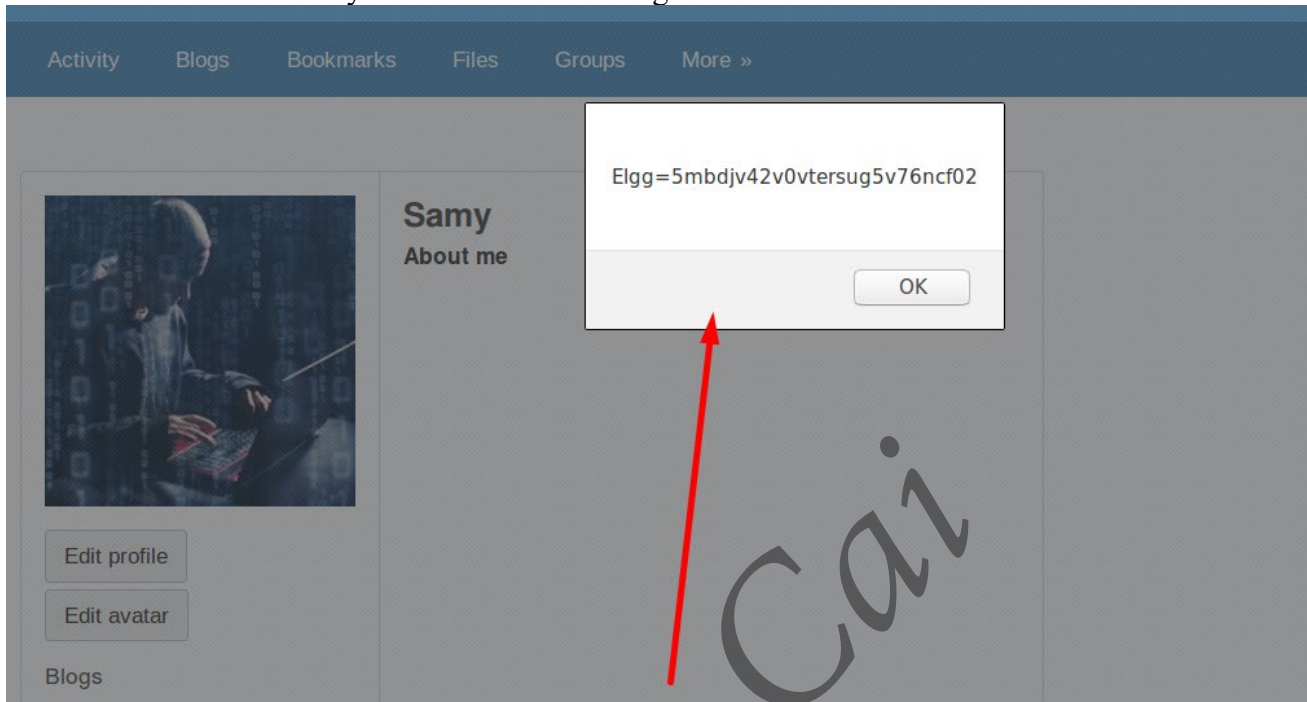 Activity Blogs Bookmarks Files Groups More »
Elgg=5mbdjv42v0vtersug5v76ncf02
OK
Samy
About me
Edit profile
Edit avatar
Blogs
Cai